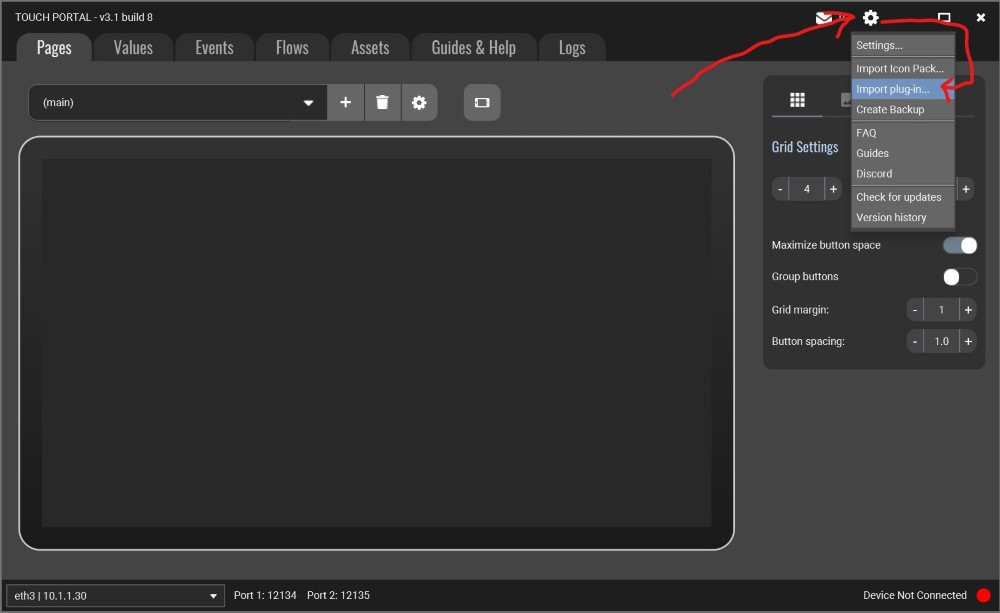 TOUCH PORTAL - v3.1 build 8
Pages
Values
Events
Flows
Assets
Guides & Help
Logs
Settings...
Import Icon Pack...
Import plug-in...
Create Backup
FAQ
Guides
Discord
Check for updates
Version history
(main)
+
Grid Settings
- 4 +
+
Maximize button space
Group buttons
Grid margin: - 1 +
Button spacing: - 1.0 +
eth3 | 10.1.1.30
Port 1: 12134
Port 2: 12135
Device Not Connected